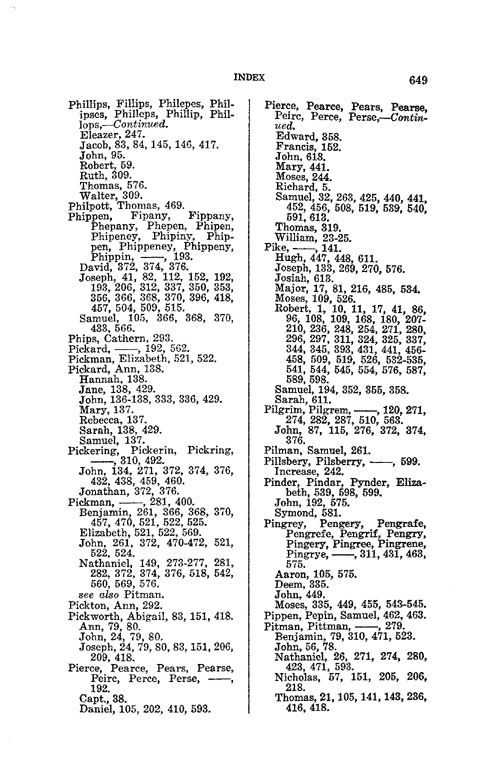 INDEX
649
Phillips, Fillips, Philepes, Phil-
ipses, Philleps, Phillip, Phil-
lops,—Continued.
Eleazer, 247.
Jacob, 83, 84, 145, 146, 417.
John, 95.
Robert, 59.
Ruth, 309.
Thomas, 576.
Walter, 309.
Philpott, Thomas, 469.
Phippen, Fipany, Fippany,
Phepany, Phepen, Phipen,
Phipeney, Phipiny, Phip-
pen, Phippeney, Phippeny,
Phippin, ——, 193.
David, 372, 374, 376.
Joseph, 41, 82, 112, 152, 192,
193, 206, 312, 337, 350, 353,
356, 366, 368, 370, 396, 418,
457, 504, 509, 515.
Samuel, 105, 366, 368, 370,
433, 566.
Phips, Cathern, 293.
Pickard, ——, 192, 562.
Pickman, Elizabeth, 521, 522.
Pickard, Ann, 138.
Hannah, 138.
Jane, 138, 429.
John, 136-138, 333, 336, 429.
Mary, 137.
Rebecca, 137.
Sarah, 138, 429.
Samuel, 137.
Pickering, Pickerin, Pickring,
——, 310, 492.
John, 134, 271, 372, 374, 376,
432, 438, 459, 460.
Jonathan, 372, 376.
Pickman, ——, 281, 400.
Benjamin, 261, 366, 368, 370,
457, 470, 521, 522, 525.
Elizabeth, 521, 522, 569.
John, 261, 372, 470-472, 521,
522, 524.
Nathaniel, 149, 273-277, 281,
282, 372, 374, 376, 518, 542,
560, 569, 576.
see also Pitman.
Pickton, Ann, 292.
Pickworth, Abigail, 83, 151, 418.
Ann, 79, 80.
John, 24, 79, 80.
Joseph, 24, 79, 80, 83, 151, 206,
209, 418.
Pierce, Pearce, Pears, Pearse,
Peirc, Perce, Perse, ——,
192.
Capt., 38.
Daniel, 105, 202, 410, 593.
Pierce, Pearce, Pears, Pearse,
Peirc, Perce, Perse,—Contin-
ued.
Edward, 358.
Francis, 152.
John, 613.
Mary, 441.
Moses, 244.
Richard, 5.
Samuel, 32, 263, 425, 440, 441,
452, 456, 508, 519, 539, 540,
591, 613.
Thomas, 319.
William, 23-25.
Pike, ——, 141.
Hugh, 447, 448, 611.
Joseph, 133, 269, 270, 576.
Josiah, 613.
Major, 17, 81, 216, 485, 534.
Moses, 109, 526.
Robert, 1, 10, 11, 17, 41, 86,
96, 108, 109, 168, 180, 207-
210, 236, 248, 254, 271, 280,
296, 297, 311, 324, 325, 337,
344, 345, 393, 431, 441, 456-
458, 509, 519, 526, 532-535,
541, 544, 545, 554, 576, 587,
589, 598.
Samuel, 194, 352, 355, 358.
Sarah, 611.
Pilgrim, Pilgrem, ——, 120, 271,
274, 282, 287, 510, 563.
John, 87, 115, 276, 372, 374,
376.
Pilman, Samuel, 261.
Pillsbery, Pilsberry, ——, 599.
Increase, 242.
Pinder, Pindar, Pynder, Eliza-
beth, 539, 598, 599.
John, 192, 575.
Symond, 581.
Pingrey, Pengery, Pengrafe,
Pengrefe, Pengrif, Pengry,
Pingery, Pingree, Pingrene,
Pingrye, ——, 311, 431, 463,
575.
Aaron, 105, 575.
Deem, 335.
John, 449.
Moses, 335, 449, 455, 543-545.
Pippen, Pepin, Samuel, 462, 463.
Pitman, Pittman, ——, 279.
Benjamin, 79, 310, 471, 523.
John, 56, 78.
Nathaniel, 26, 271, 274, 280,
423, 471, 593.
Nicholas, 57, 151, 205, 206,
218.
Thomas, 21, 105, 141, 143, 236,
416, 418.